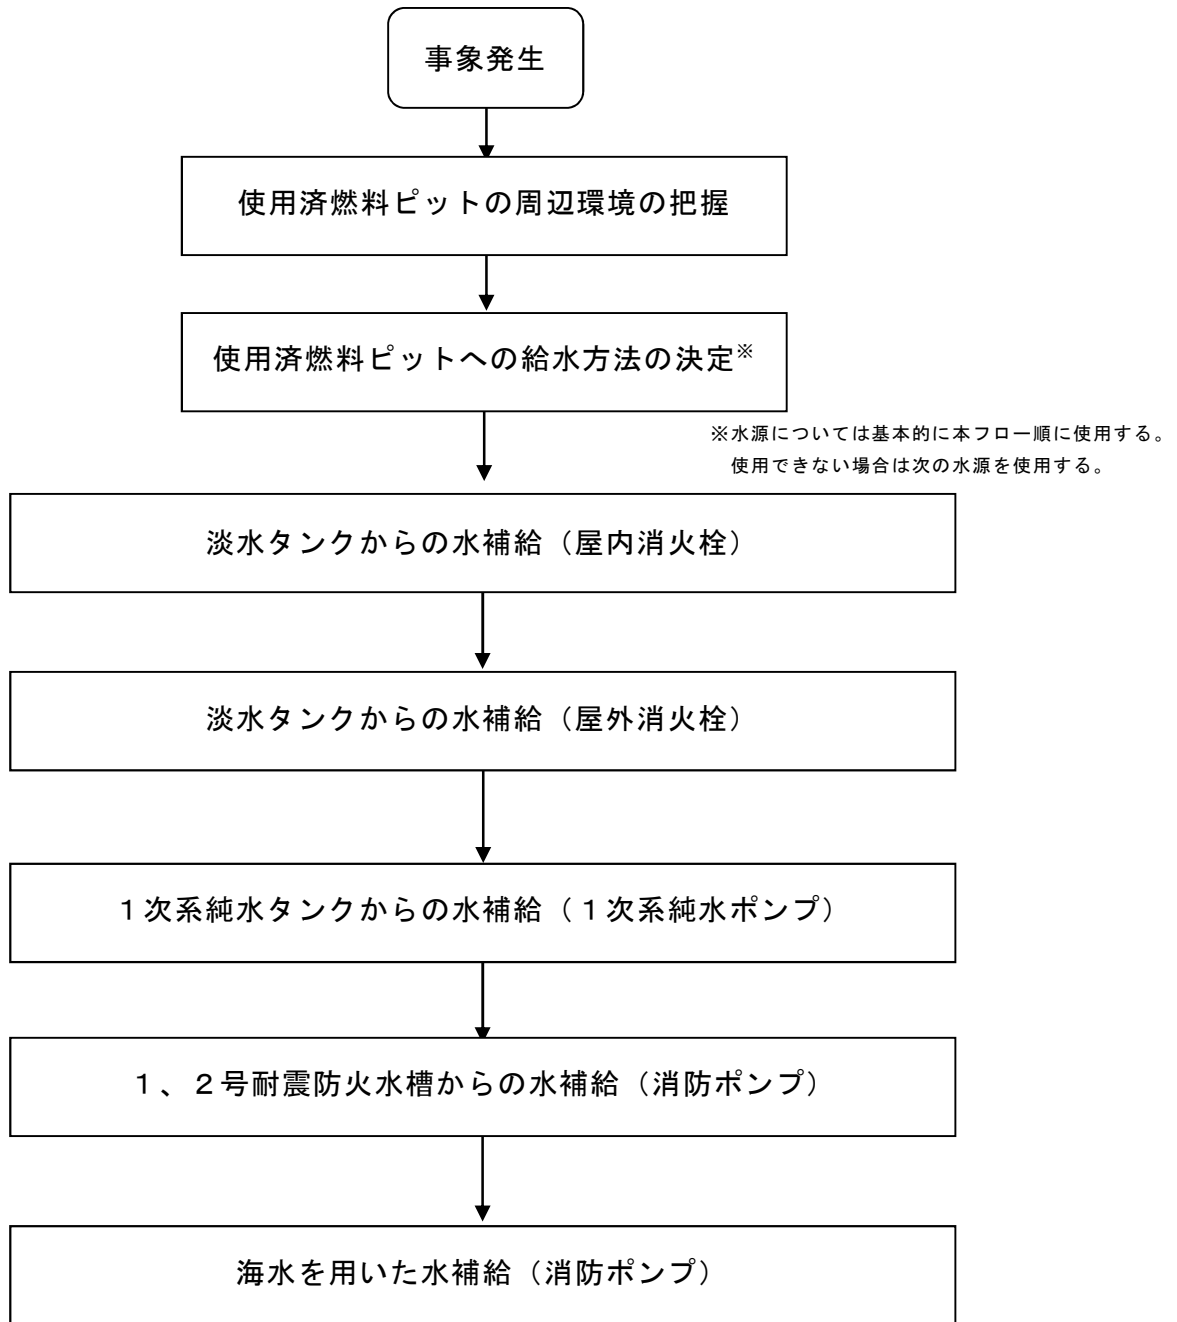 事象発生
使用済燃料ピットの周辺環境の把握
使用済燃料ピットへの給水方法の決定※
※水源については基本的に本フロー順に使用する。
使用できない場合は次の水源を使用する。
淡水タンクからの水補給（屋内消火栓）
淡水タンクからの水補給（屋外消火栓）
１次系純水タンクからの水補給（１次系純水ポンプ）
１、２号耐震防火水槽からの水補給（消防ポンプ）
海水を用いた水補給（消防ポンプ）